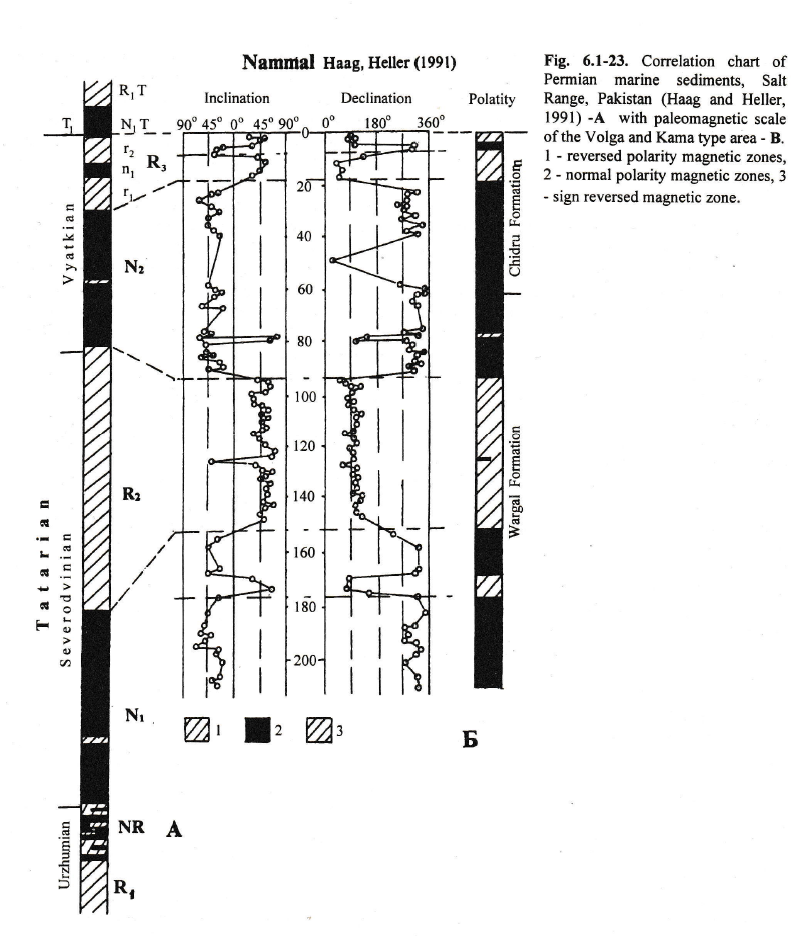 Nammal Haag, Heller (1991)
Inclination Declination Polatity
90° 45° 0 45° 90° 0° 180° 360°
0
20
40
60
80
100
120
140
160
180
200
R₁T
T₁ N₁T
r₂
R₃
n₁
r₁
N₂
R₂
N₁
NR
R₁
Vyatkian
Severodvinian
Tatarian
Urzhumian
Chidru Formation
Wargal Formation
1 2 3
А
Б
Fig. 6.1-23. Correlation chart of
Permian marine sediments, Salt
Range, Pakistan (Haag and Heller,
1991) -A with paleomagnetic scale
of the Volga and Kama type area - B.
1 - reversed polarity magnetic zones,
2 - normal polarity magnetic zones, 3
- sign reversed magnetic zone.